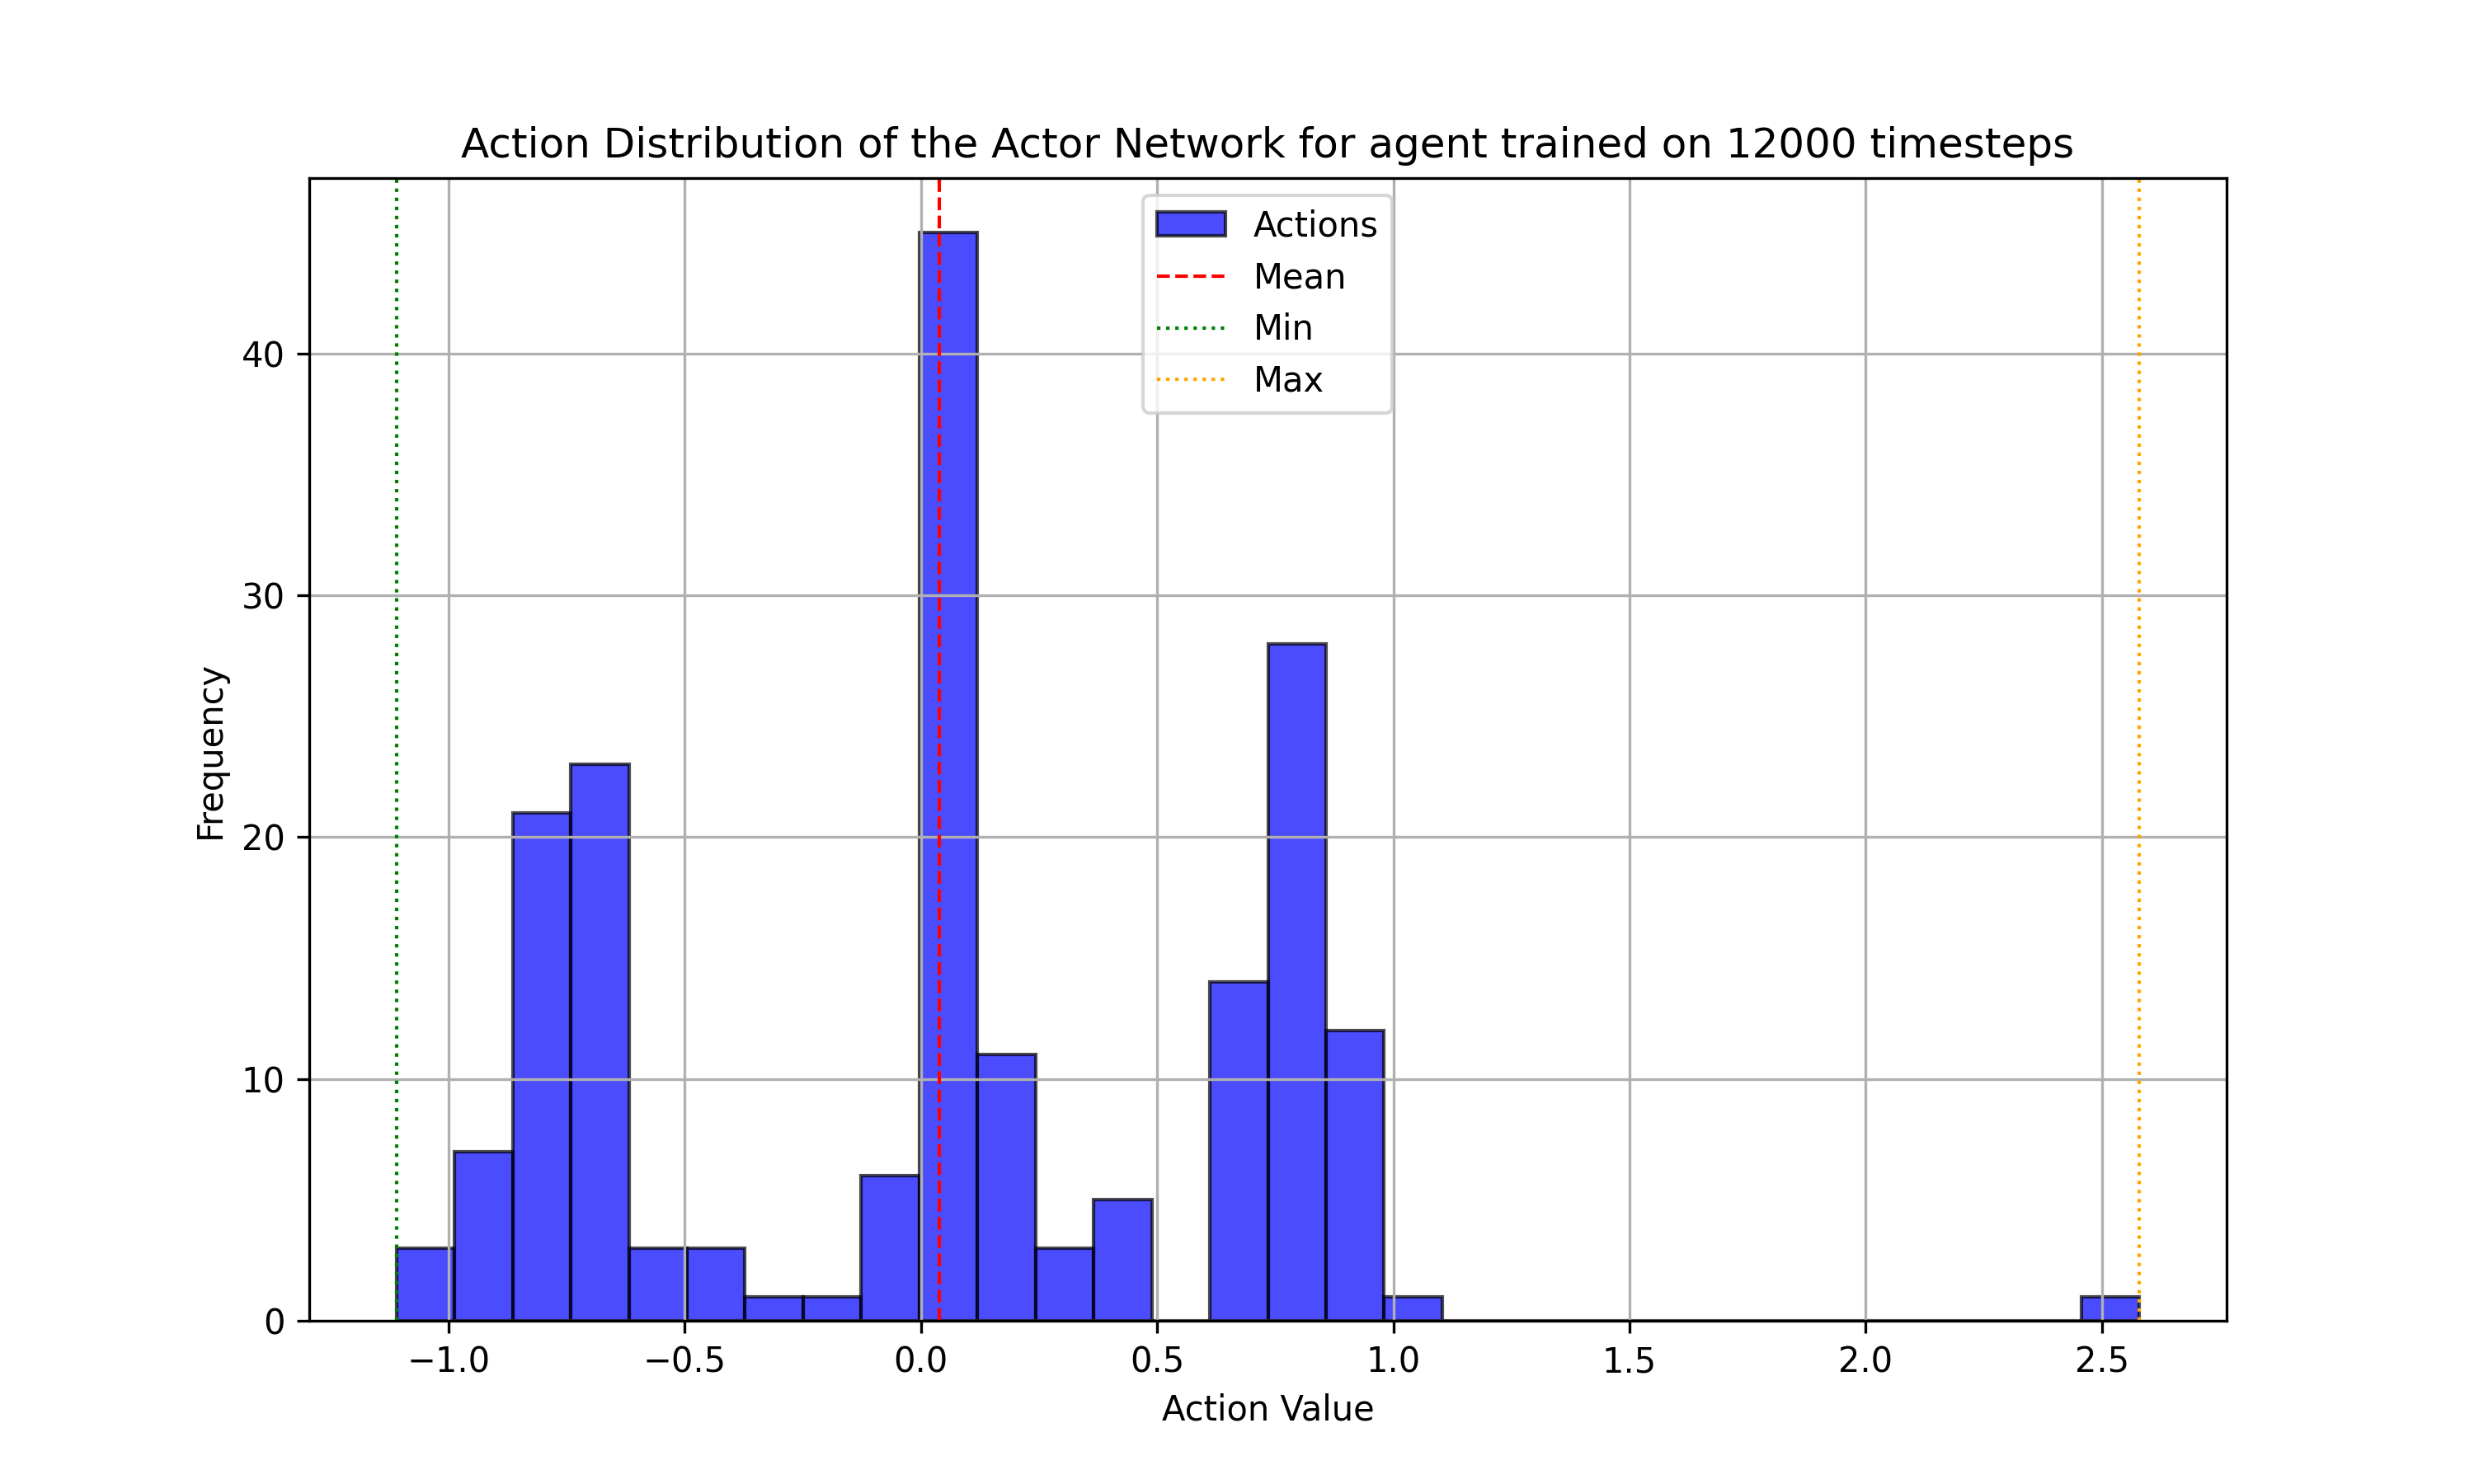 Action Distribution of the Actor Network for agent trained on 12000 timesteps
Actions
Mean
Min
Max
40
30
20
10
0
Frequency
−1.0 −0.5 0.0 0.5 1.0 1.5 2.0 2.5
Action Value